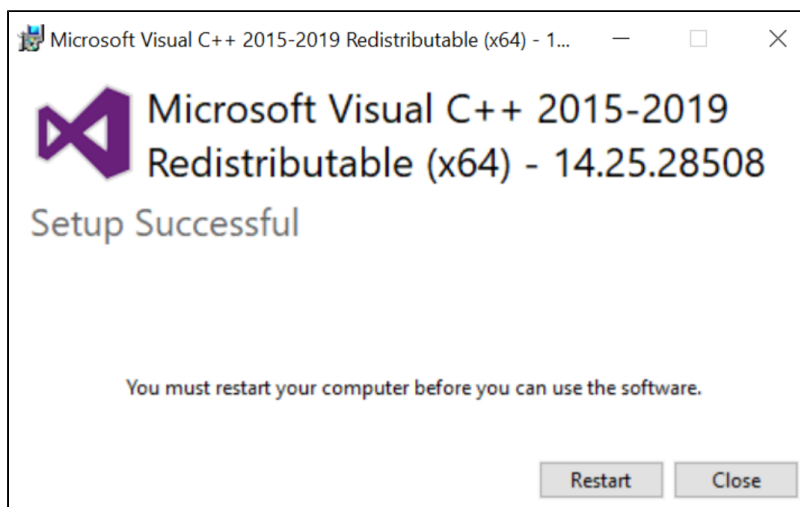 Microsoft Visual C++ 2015-2019 Redistributable (x64) - 1...
Microsoft Visual C++ 2015-2019
Redistributable (x64) - 14.25.28508
Setup Successful
You must restart your computer before you can use the software.
Restart
Close